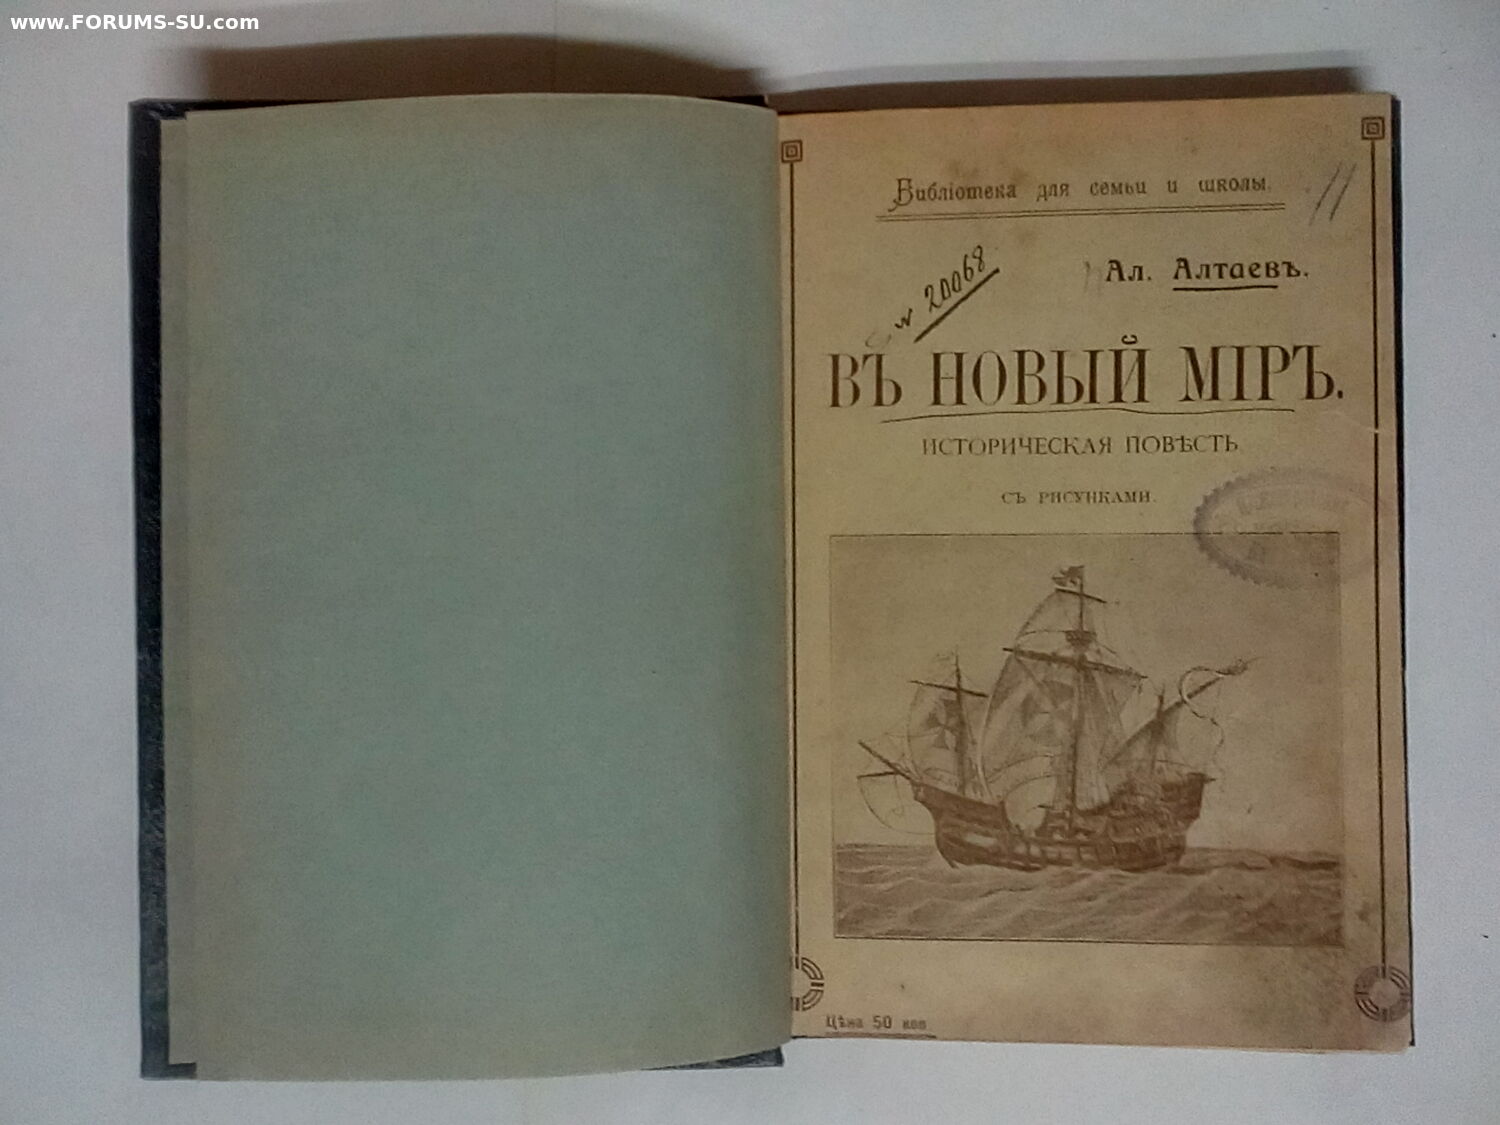 www.FORUMS-SU.com
Библіотека для семьи и школы.
11
№ 20068
Ал. Алтаевъ.
ВЪ НОВЫЙ МІРЪ.
ИСТОРИЧЕСКАЯ ПОВѢСТЬ
СЪ РИСУНКАМИ.
Цѣна 50 коп